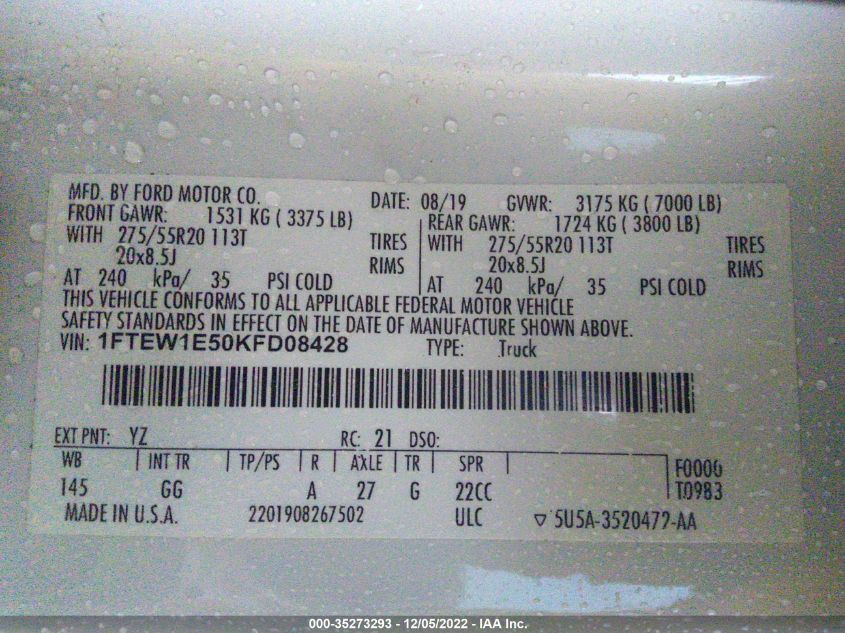 MFD. BY FORD MOTOR CO.
DATE: 08/19 GVWR: 3175 KG ( 7000 LB)
FRONT GAWR: 1531 KG ( 3375 LB)
REAR GAWR: 1724 KG ( 3800 LB)
WITH 275/55R20 113T TIRES
WITH 275/55R20 113T TIRES
20x8.5J RIMS
20x8.5J RIMS
AT 240 kPa/ 35 PSI COLD
AT 240 kPa/ 35 PSI COLD
THIS VEHICLE CONFORMS TO ALL APPLICABLE FEDERAL MOTOR VEHICLE
SAFETY STANDARDS IN EFFECT ON THE DATE OF MANUFACTURE SHOWN ABOVE.
VIN: 1FTEW1E50KFD08428 TYPE: Truck
EXT PNT: YZ RC: 21 DSO:
WB INT TR TP/PS R AXLE TR SPR F0000
145 GG A 27 G 22CC T0983
MADE IN U.S.A. 2201908267502 ULC ▽ 5U5A-3520472-AA
000-35273293 - 12/05/2022 - IAA Inc.